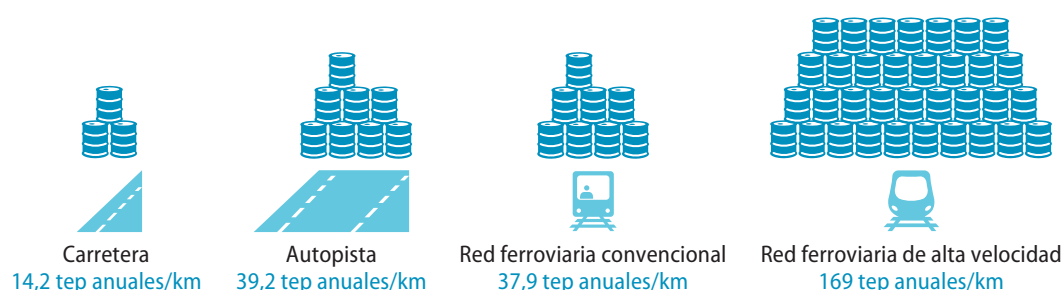 Carretera
14,2 tep anuales/km
Autopista
39,2 tep anuales/km
Red ferroviaria convencional
37,9 tep anuales/km
Red ferroviaria de alta velocidad
169 tep anuales/km